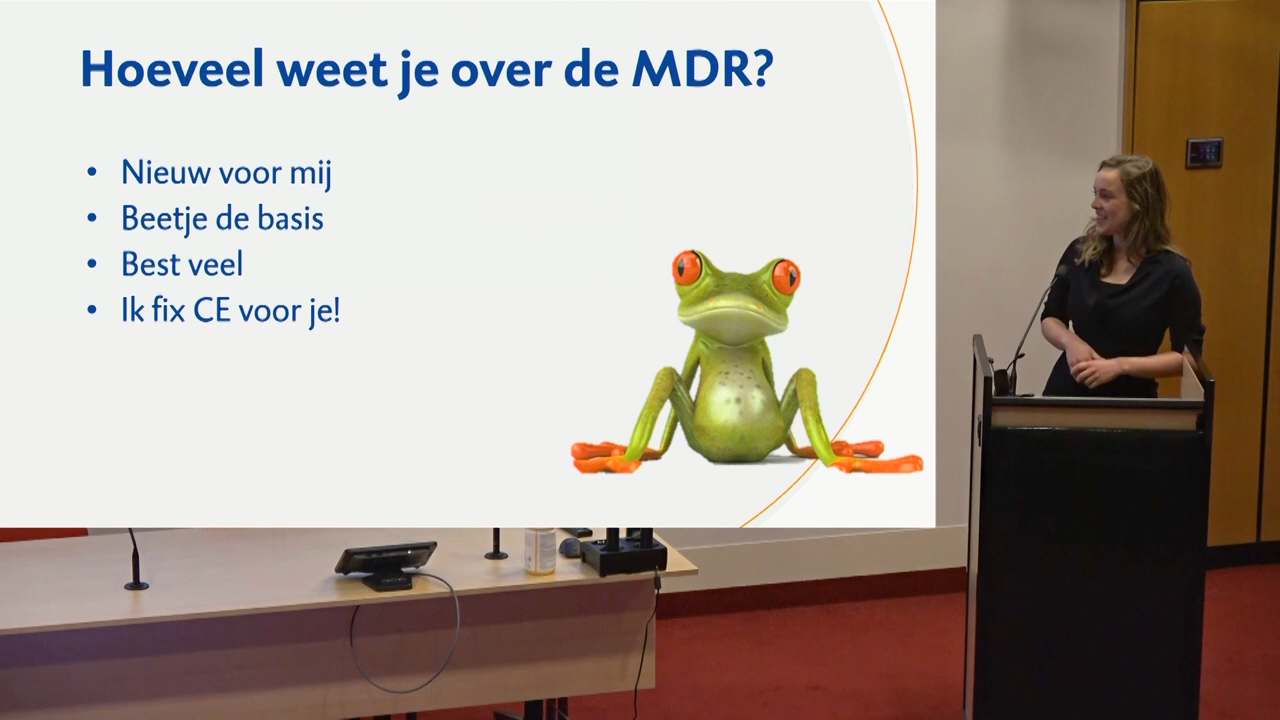 Hoeveel weet je over de MDR?
• Nieuw voor mij
• Beetje de basis
• Best veel
• Ik fix CE voor je!